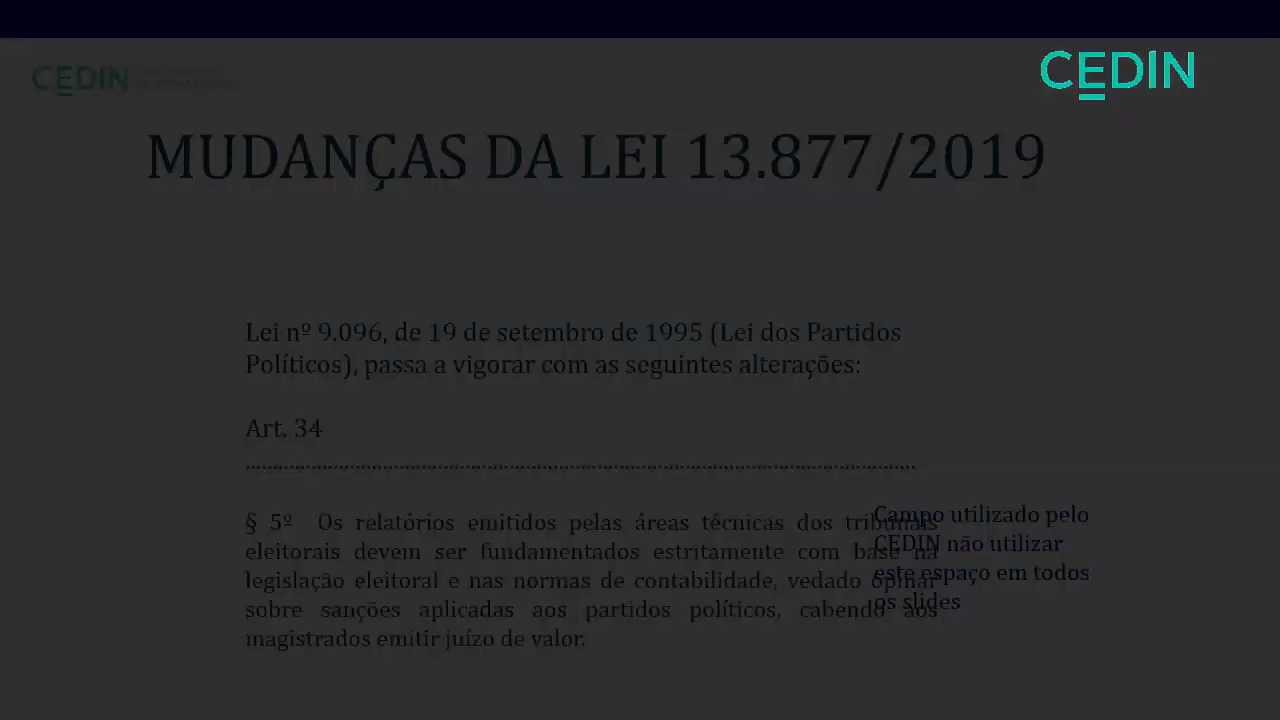 CEDIN
CEDIN
MUDANÇAS DA LEI 13.877/2019
Lei nº 9.096, de 19 de setembro de 1995 (Lei dos Partidos
Políticos), passa a vigorar com as seguintes alterações:
Art. 34
........................................................................................................................
§ 5º Os relatórios emitidos pelas áreas técnicas dos tribunais
eleitorais devem ser fundamentados estritamente com base na
legislação eleitoral e nas normas de contabilidade, vedado opinar
sobre sanções aplicadas aos partidos políticos, cabendo aos
magistrados emitir juízo de valor.
Campo utilizado pelo
CEDIN não utilizar
este espaço em todos
os slides